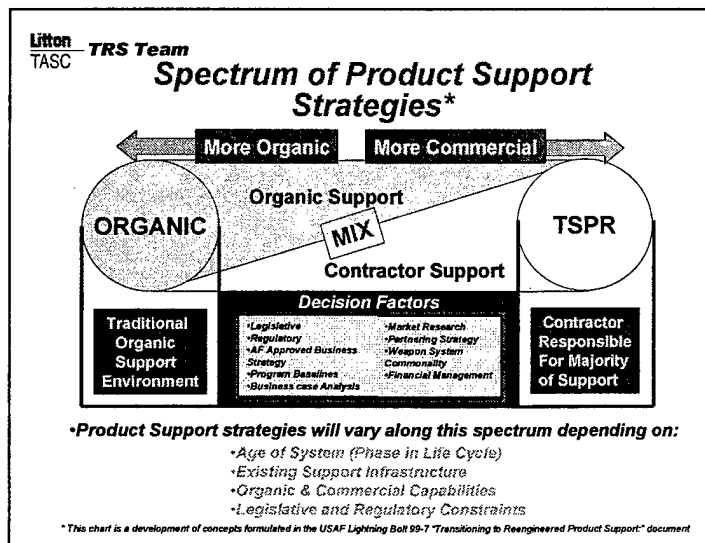 Litton
TASC
TRS Team
Spectrum of Product Support
Strategies*
More Organic
More Commercial
Organic Support
ORGANIC
MIX
TSPR
Contractor Support
Decision Factors
Traditional
Organic
Support
Environment
•Legislative
•Regulatory
•AF Approved Business
Strategy
•Program Baselines
•Business case Analysis
•Market Research
•Partnering Strategy
•Weapon System
Commonality
•Financial Management
Contractor
Responsible
For Majority
of Support
•Product Support strategies will vary along this spectrum depending on:
•Age of System (Phase in Life Cycle)
•Existing Support Infrastructure
•Organic & Commercial Capabilities
•Legislative and Regulatory Constraints
* This chart is a development of concepts formulated in the USAF Lightning Bolt 99-7 "Transitioning to Reengineered Product Support:" document